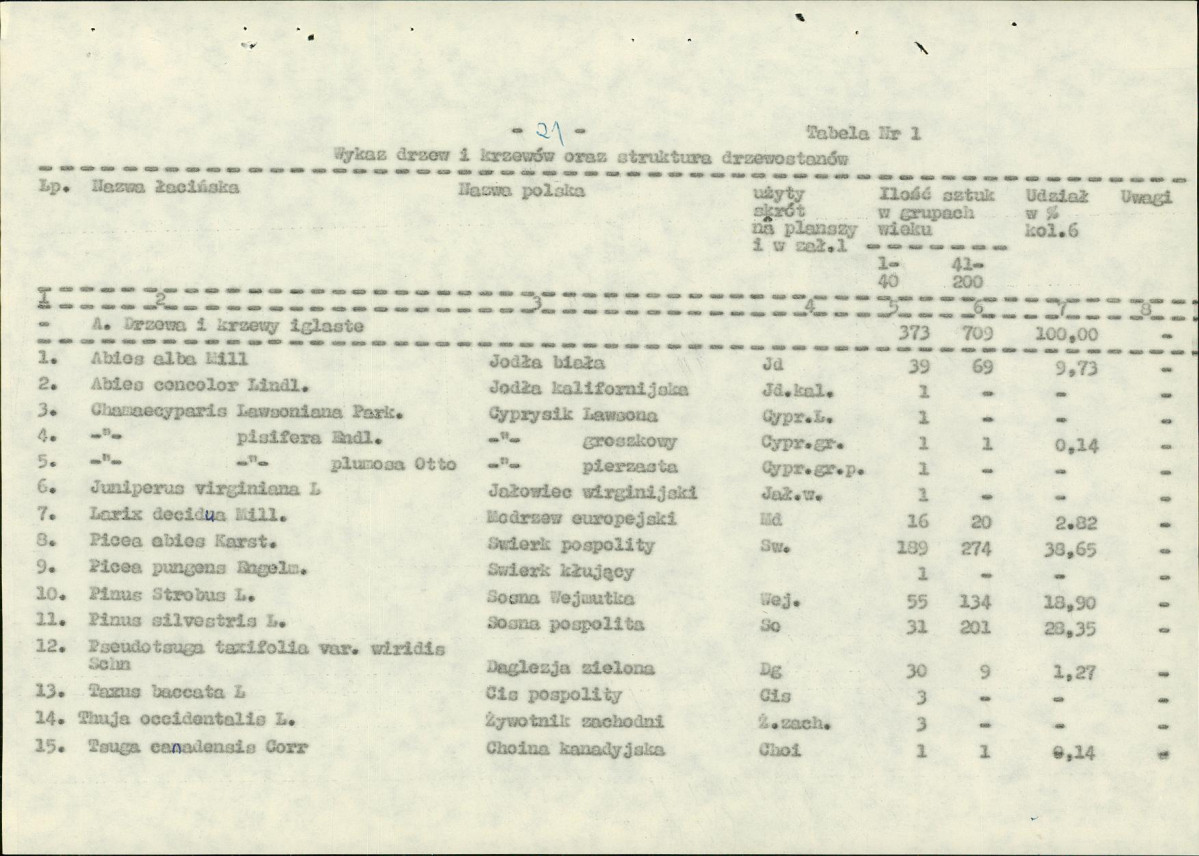 - 21 -
Tabela Nr 1
Wykaz drzew i krzewów oraz struktura drzewostanów
Lp. Nazwa łacińska Nazwa polska użyty skrót na planszy i w zał.1 Ilość sztuk w grupach wieku Udział w % kol.6 Uwagi
1-40 41-200
1 2 3 4 5 6 7 8
- A. Drzewa i krzewy iglaste 373 709 100,00 -
1. Abies alba Mill Jodła biała Jd 39 69 9,73 -
2. Abies concolor Lindl. Jodła kalifornijska Jd.kal. 1 - - -
3. Chamaecyparis Lawsoniana Park. Cyprysik Lawsona Cypr.L. 1 - - -
4. -"- pisifera Endl. -"- groszkowy Cypr.gr. 1 1 0,14 -
5. -"- -"- plumosa Otto -"- pierzasta Cypr.gr.p. 1 - - -
6. Juniperus virginiana L Jałowiec wirginijski Jał.w. 1 - - -
7. Larix decidua Mill. Modrzew europejski Md 16 20 2.82 -
8. Picea abies Karst. Swierk pospolity Sw. 189 274 38,65 -
9. Picea pungens Engelm. Swierk kłujący 1 - - -
10. Pinus Strobus L. Sosna Wejmutka Wej. 55 134 18,90 -
11. Pinus silvestris L. Sosna pospolita So 31 201 28,35 -
12. Pseudotsuga taxifolia var. wiridis
Schn Daglezja zielona Dg 30 9 1,27 -
13. Taxus baccata L Cis pospolity Cis 3 - - -
14. Thuja occidentalis L. Żywotnik zachodni Ż.zach. 3 - - -
15. Tsuga canadensis Corr Choina kanadyjska Choi 1 1 0,14 -